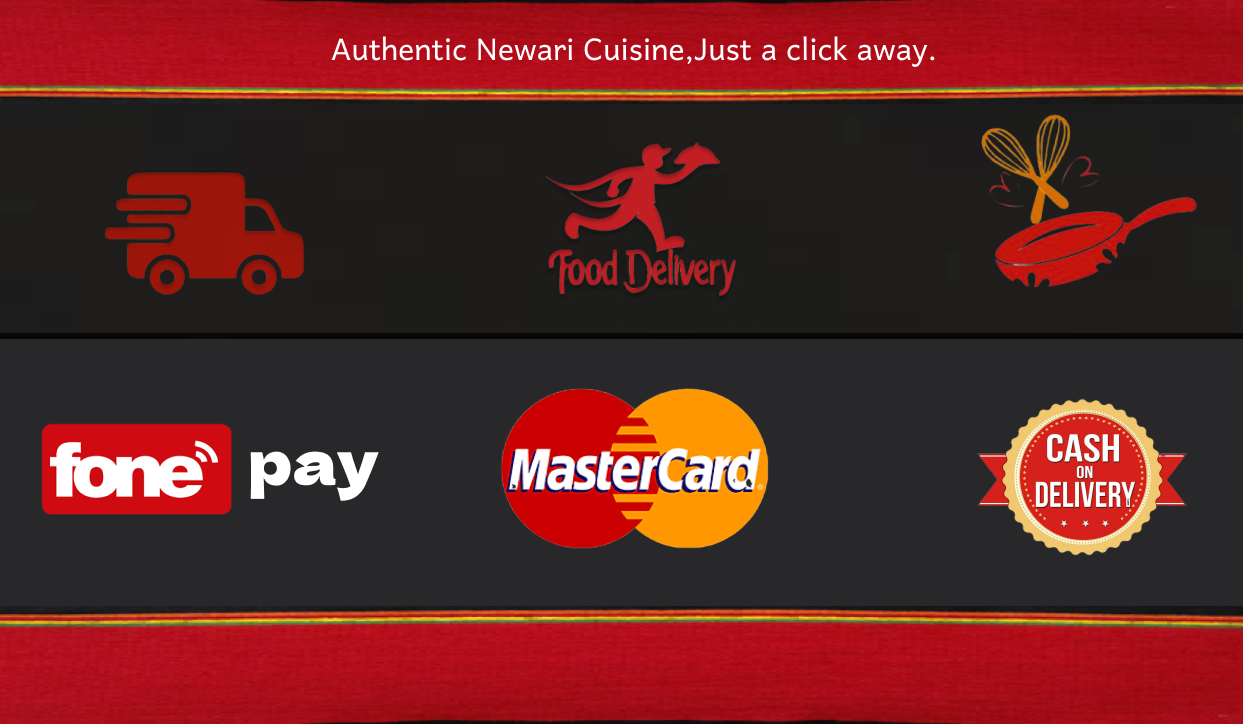 Authentic Newari Cuisine,Just a click away.
Food Delivery
fone pay
MasterCard
CASH
ON
DELIVERY